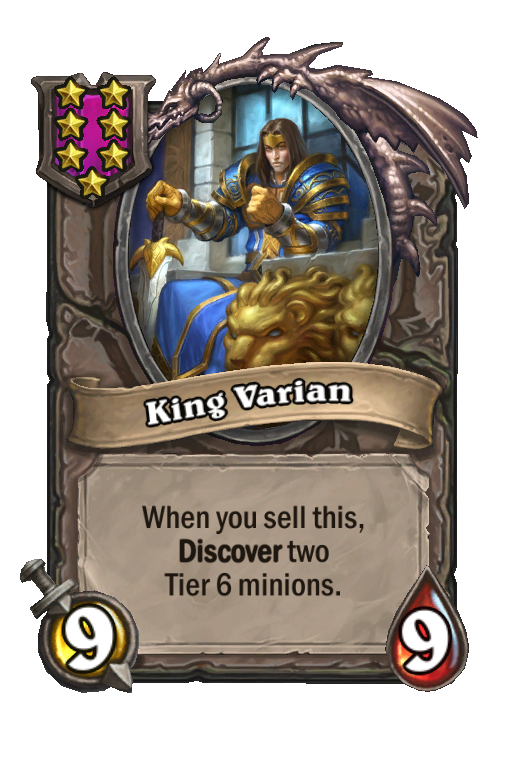 King Varian
When you sell this,
Discover two
Tier 6 minions.
9
9